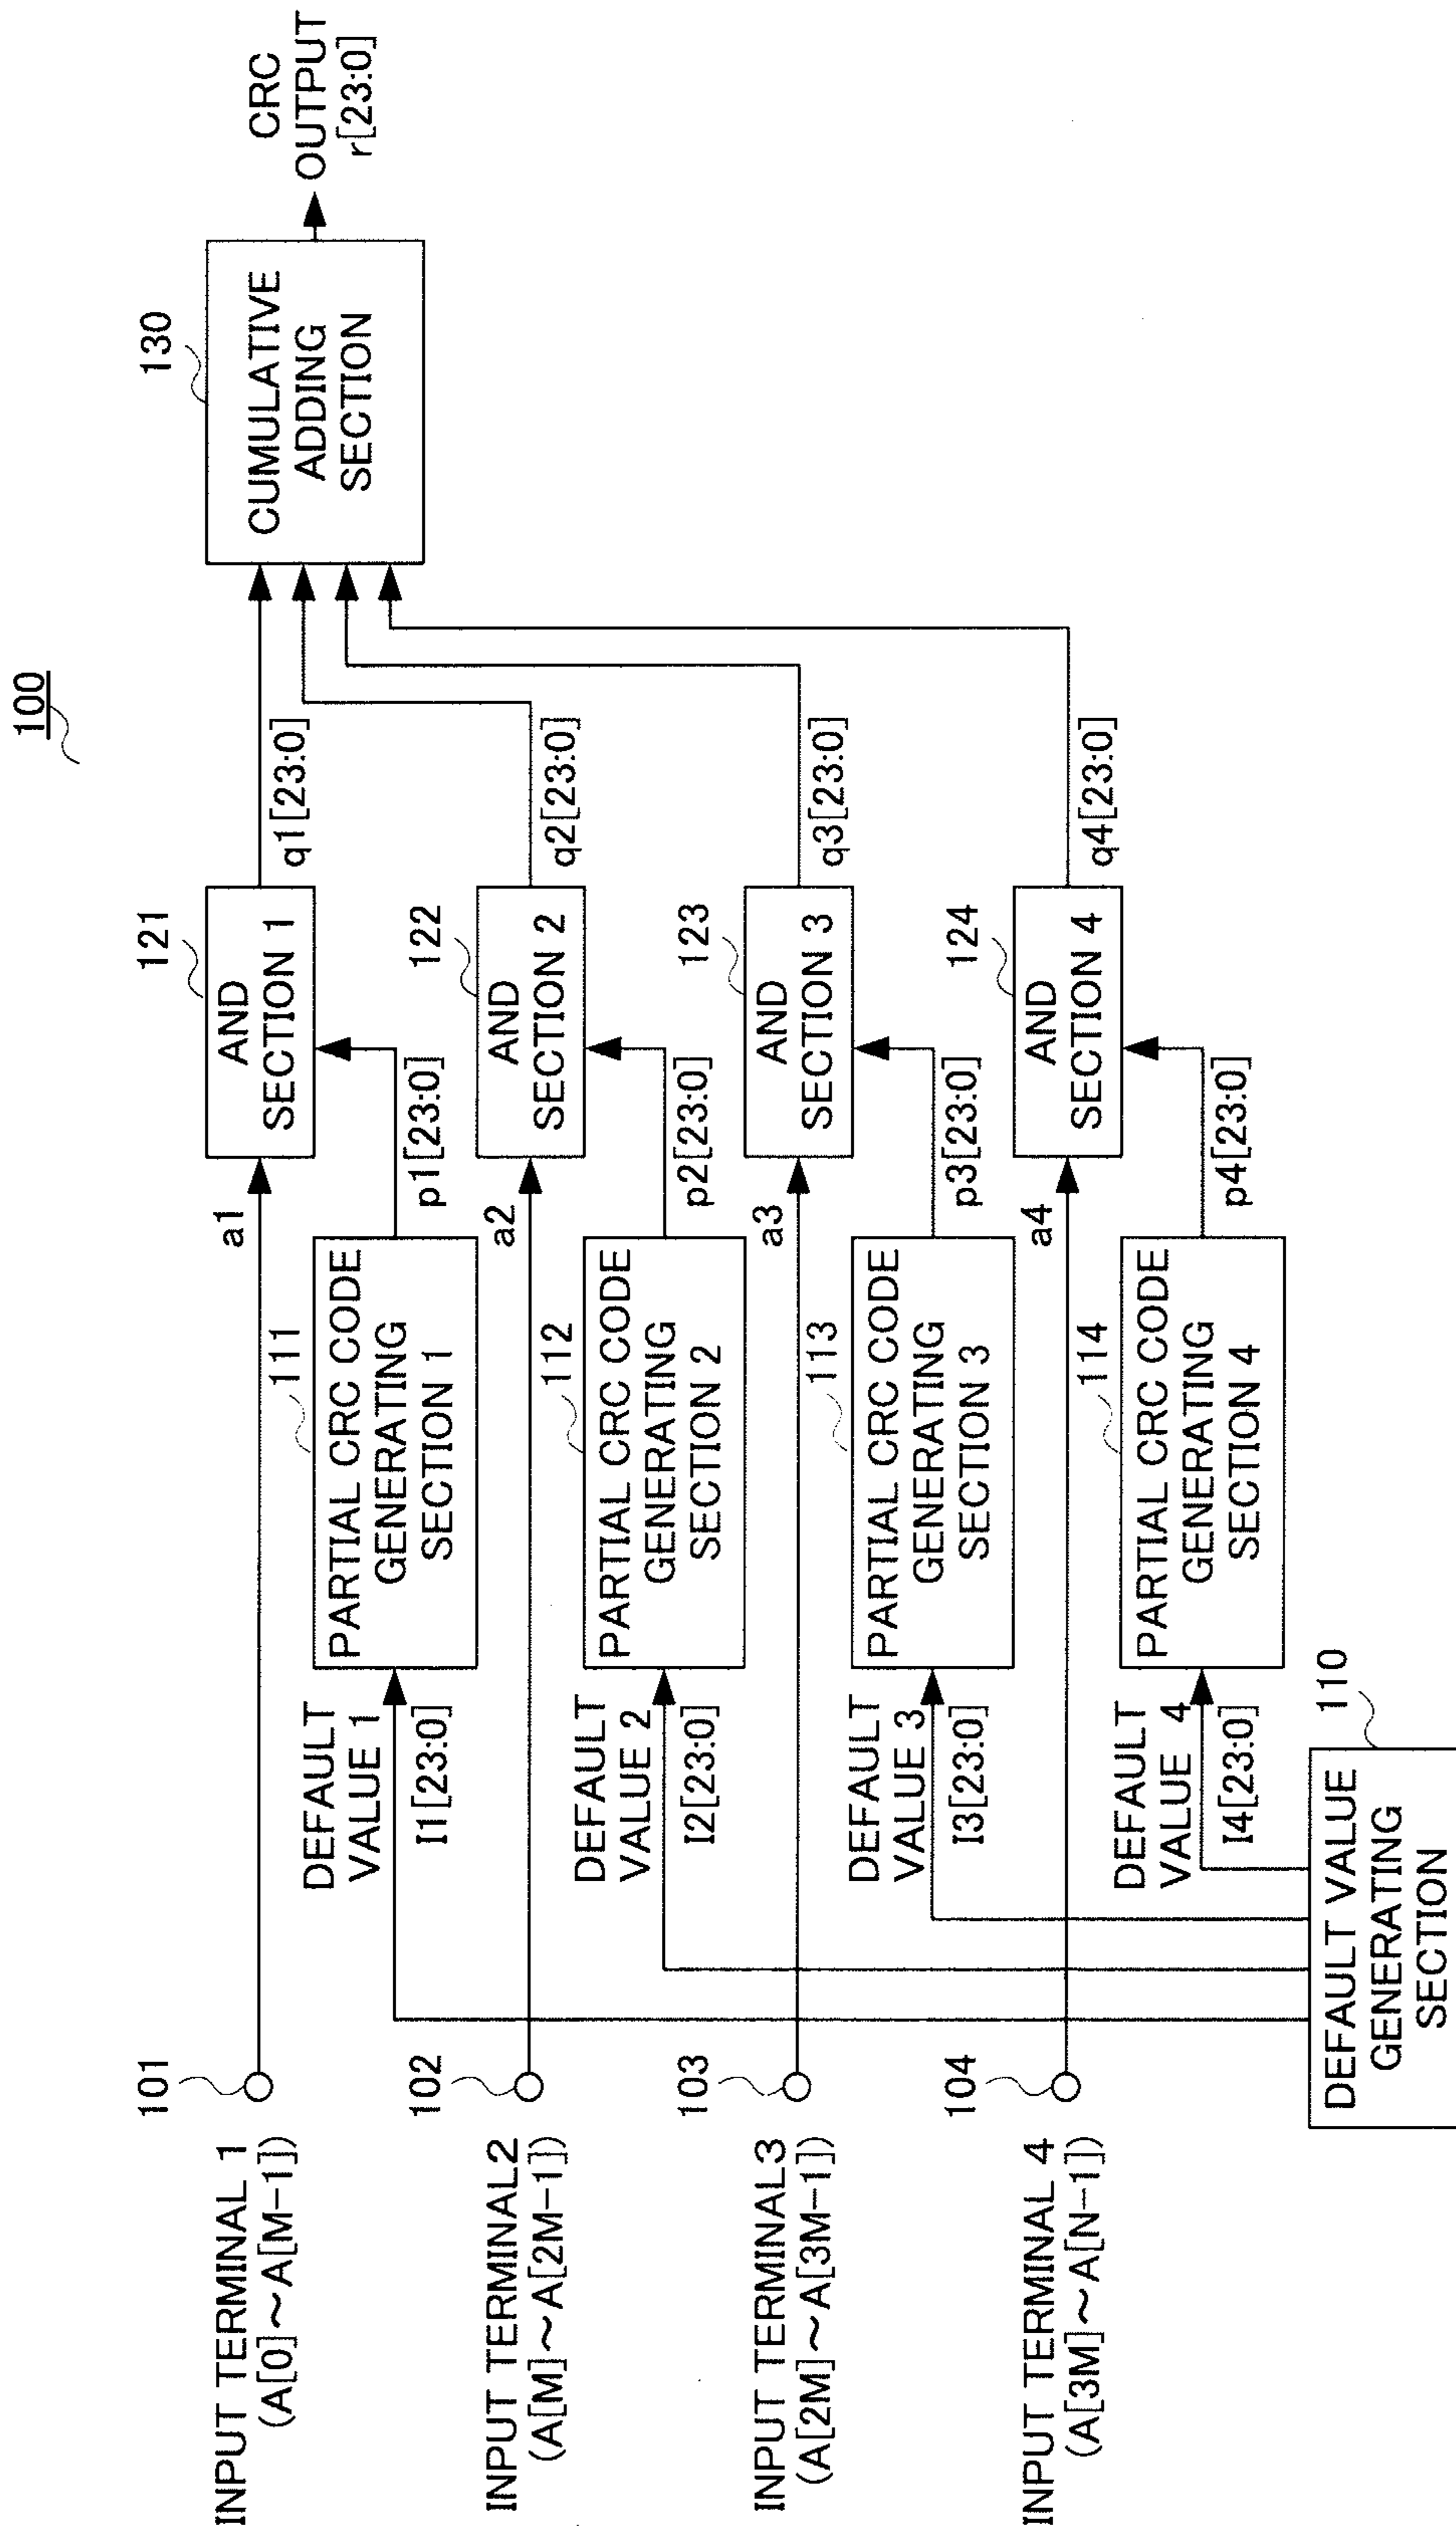 100
INPUT TERMINAL 1
(A[0]~A[M-1])
101
a1
121
AND
SECTION 1
q1[23:0]
130
CUMULATIVE
ADDING
SECTION
CRC
OUTPUT
r[23:0]
DEFAULT
VALUE 1
I1[23:0]
111
PARTIAL CRC CODE
GENERATING
SECTION 1
p1[23:0]
INPUT TERMINAL2
(A[M]~A[2M-1])
102
a2
122
AND
SECTION 2
q2[23:0]
DEFAULT
VALUE 2
I2[23:0]
112
PARTIAL CRC CODE
GENERATING
SECTION 2
p2[23:0]
INPUT TERMINAL3
(A[2M]~A[3M-1])
103
a3
123
AND
SECTION 3
q3[23:0]
DEFAULT
VALUE 3
I3[23:0]
113
PARTIAL CRC CODE
GENERATING
SECTION 3
p3[23:0]
INPUT TERMINAL 4
(A[3M]~A[N-1])
104
a4
124
AND
SECTION 4
q4[23:0]
DEFAULT
VALUE 4
I4[23:0]
114
PARTIAL CRC CODE
GENERATING
SECTION 4
p4[23:0]
110
DEFAULT VALUE
GENERATING
SECTION